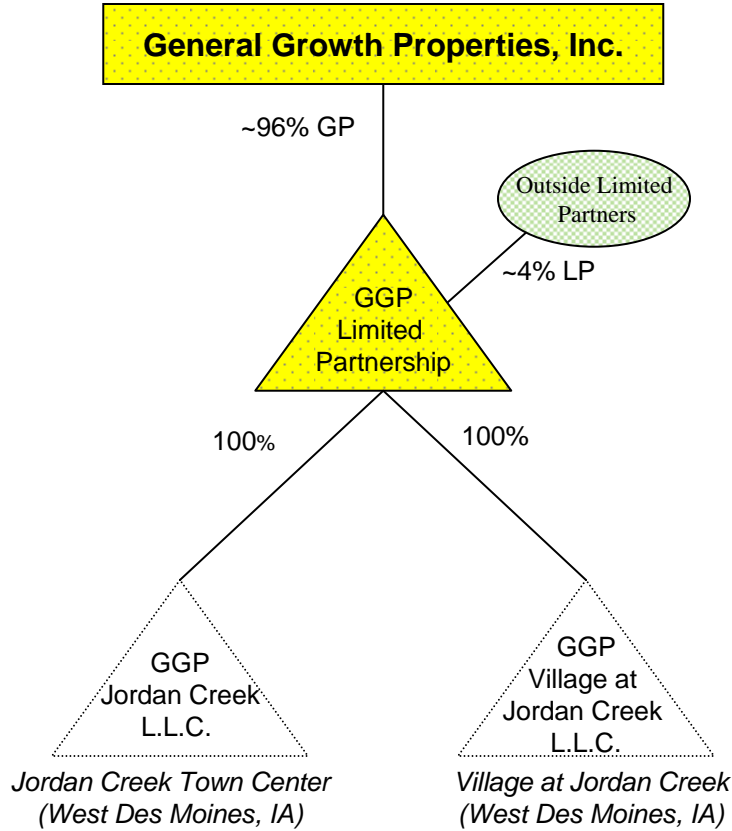 General Growth Properties, Inc.
~96% GP
Outside Limited
Partners
~4% LP
GGP
Limited
Partnership
100%
100%
GGP
Jordan Creek
L.L.C.
GGP
Village at
Jordan Creek
L.L.C.
Jordan Creek Town Center
(West Des Moines, IA)
Village at Jordan Creek
(West Des Moines, IA)